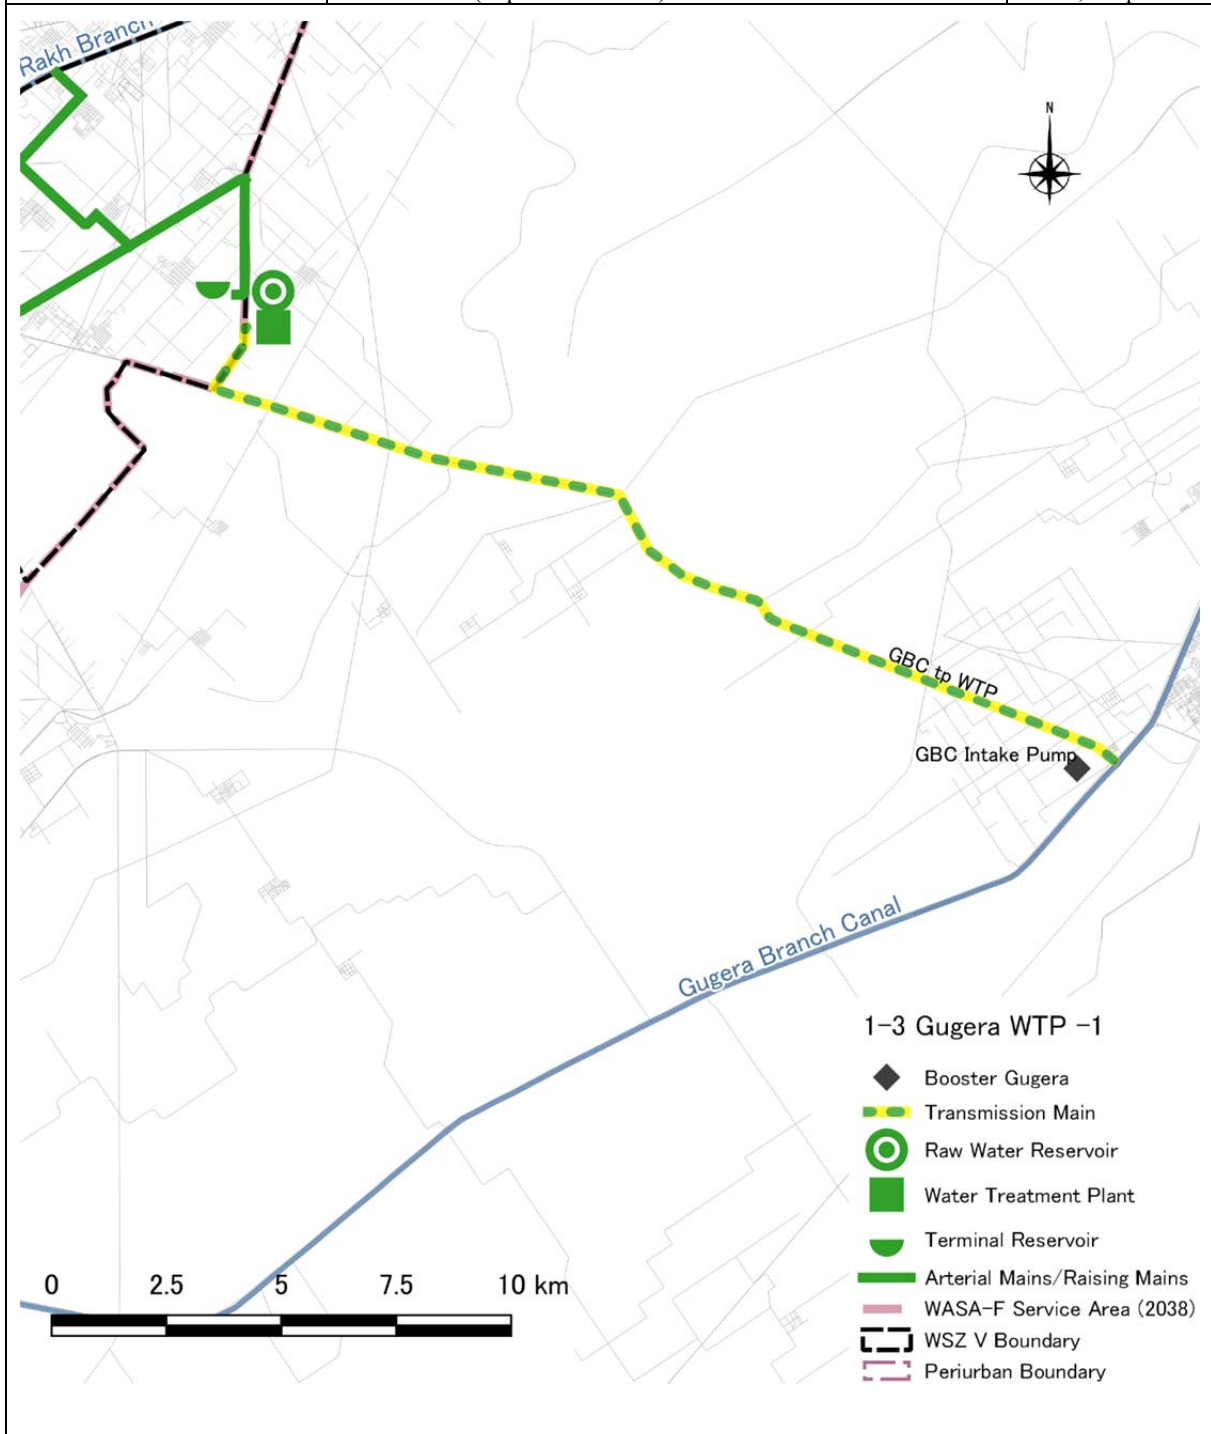 Rakh Branch
N
GBC tp WTP
GBC Intake Pump
Gugera Branch Canal
1-3 Gugera WTP -1
Booster Gugera
Transmission Main
Raw Water Reservoir
Water Treatment Plant
Terminal Reservoir
Arterial Mains/Raising Mains
WASA-F Service Area (2038)
WSZ V Boundary
Periurban Boundary
0 2.5 5 7.5 10 km